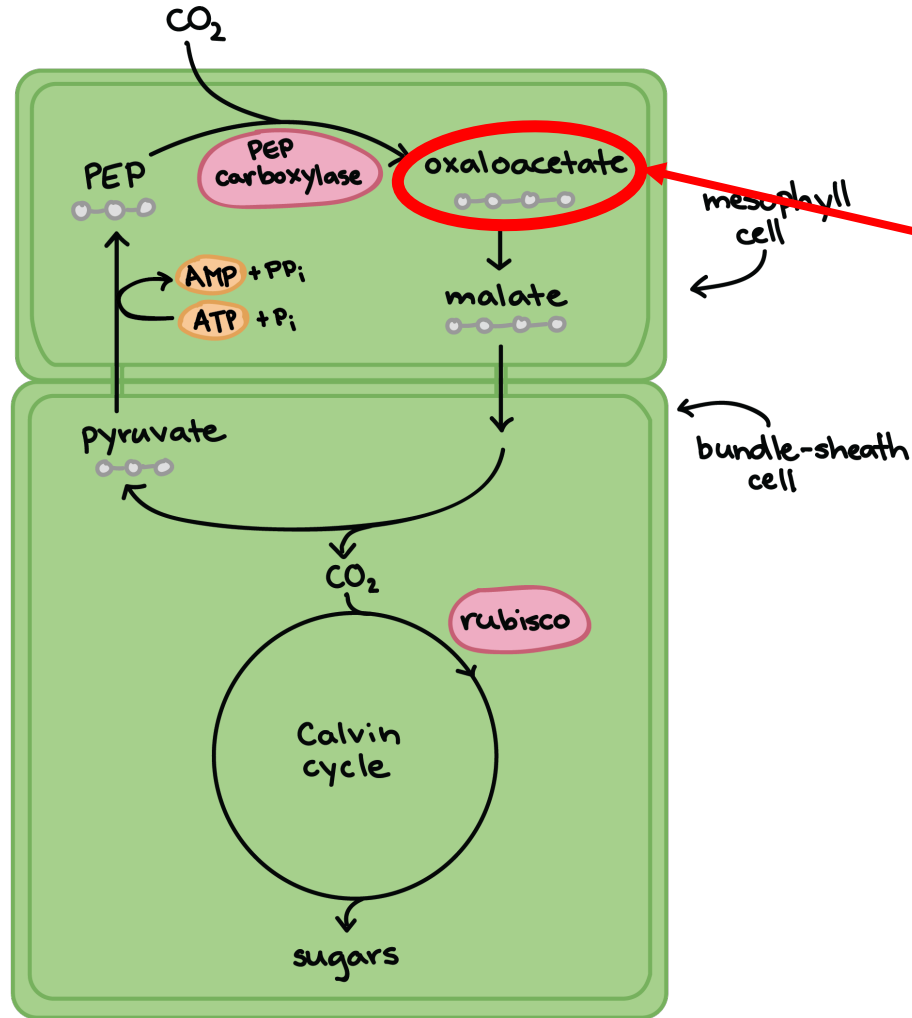 CO₂
PEP
carboxylase
PEP
oxaloacetate
mesophyll
cell
AMP + PPi
ATP + Pi
malate
pyruvate
bundle-sheath
cell
CO₂
rubisco
Calvin
cycle
sugars